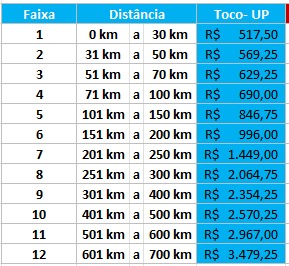 Faixa Distância Toco- UP
1 0 km a 30 km R$ 517,50
2 31 km a 50 km R$ 569,25
3 51 km a 70 km R$ 629,25
4 71 km a 100 km R$ 690,00
5 101 km a 150 km R$ 846,75
6 151 km a 200 km R$ 996,00
7 201 km a 250 km R$ 1.449,00
8 251 km a 300 km R$ 2.064,75
9 301 km a 400 km R$ 2.354,25
10 401 km a 500 km R$ 2.570,25
11 501 km a 600 km R$ 2.967,00
12 601 km a 700 km R$ 3.479,25